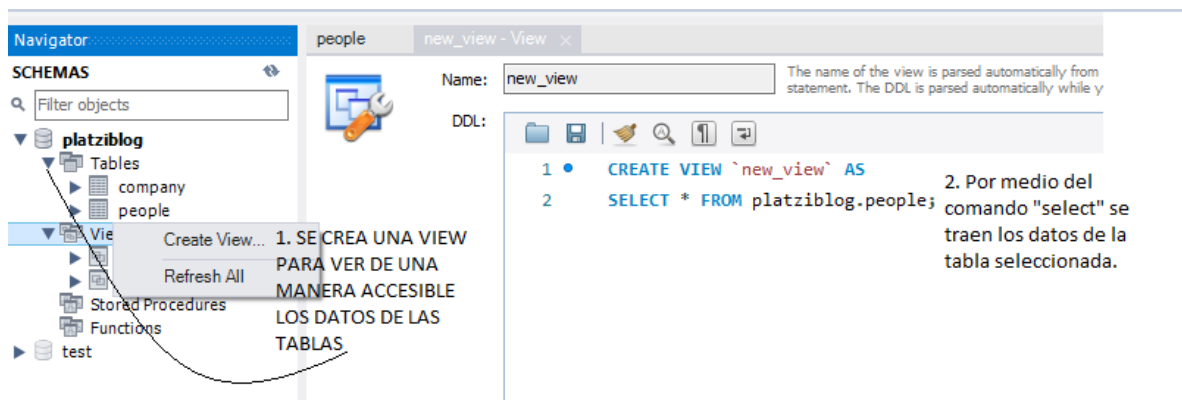 Navigator
people
new_view - View
SCHEMAS
Filter objects
platziblog
Tables
company
people
Vie
Create View...
Refresh All
Stored Procedures
Functions
test
Name:
new_view
The name of the view is parsed automatically from
statement. The DDL is parsed automatically while y
DDL:
1
CREATE VIEW `new_view` AS
2
SELECT * FROM platziblog.people;
1. SE CREA UNA VIEW
PARA VER DE UNA
MANERA ACCESIBLE
LOS DATOS DE LAS
TABLAS
2. Por medio del
comando "select" se
traen los datos de la
tabla seleccionada.